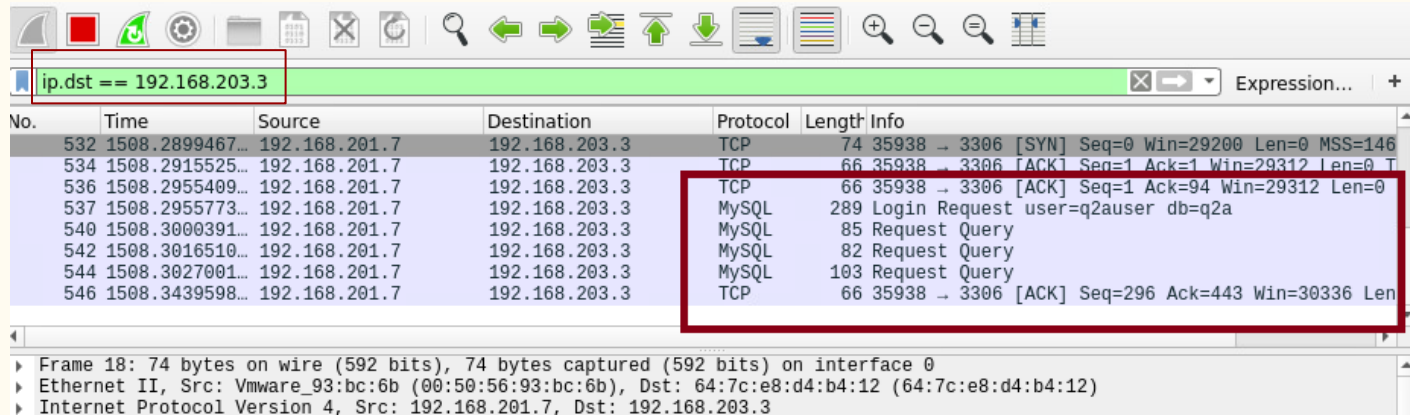 ip.dst == 192.168.203.3 Expression... +
No. Time Source Destination Protocol Length Info
532 1508.2899467… 192.168.201.7 192.168.203.3 TCP 74 35938 → 3306 [SYN] Seq=0 Win=29200 Len=0 MSS=146
534 1508.2915525… 192.168.201.7 192.168.203.3 TCP 66 35938 → 3306 [ACK] Seq=1 Ack=1 Win=29312 Len=0 T
536 1508.2955409… 192.168.201.7 192.168.203.3 TCP 66 35938 → 3306 [ACK] Seq=1 Ack=94 Win=29312 Len=0
537 1508.2955773… 192.168.201.7 192.168.203.3 MySQL 289 Login Request user=q2auser db=q2a
540 1508.3000391… 192.168.201.7 192.168.203.3 MySQL 85 Request Query
542 1508.3016510… 192.168.201.7 192.168.203.3 MySQL 82 Request Query
544 1508.3027001… 192.168.201.7 192.168.203.3 MySQL 103 Request Query
546 1508.3439598… 192.168.201.7 192.168.203.3 TCP 66 35938 → 3306 [ACK] Seq=296 Ack=443 Win=30336 Len
Frame 18: 74 bytes on wire (592 bits), 74 bytes captured (592 bits) on interface 0
Ethernet II, Src: Vmware_93:bc:6b (00:50:56:93:bc:6b), Dst: 64:7c:e8:d4:b4:12 (64:7c:e8:d4:b4:12)
Internet Protocol Version 4, Src: 192.168.201.7, Dst: 192.168.203.3